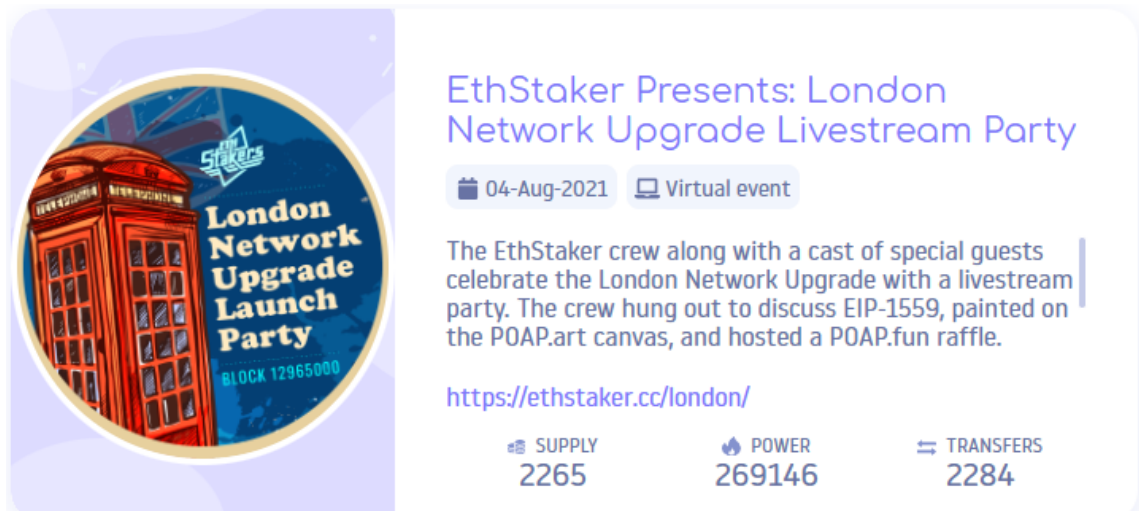 TELEPHONE
TELEPHONE
ETH
Stakers
London
Network
Upgrade
Launch
Party
BLOCK 12965000
EthStaker Presents: London
Network Upgrade Livestream Party
04-Aug-2021 Virtual event
The EthStaker crew along with a cast of special guests
celebrate the London Network Upgrade with a livestream
party. The crew hung out to discuss EIP-1559, painted on
the POAP.art canvas, and hosted a POAP.fun raffle.
https://ethstaker.cc/london/
SUPPLY POWER TRANSFERS
2265 269146 2284